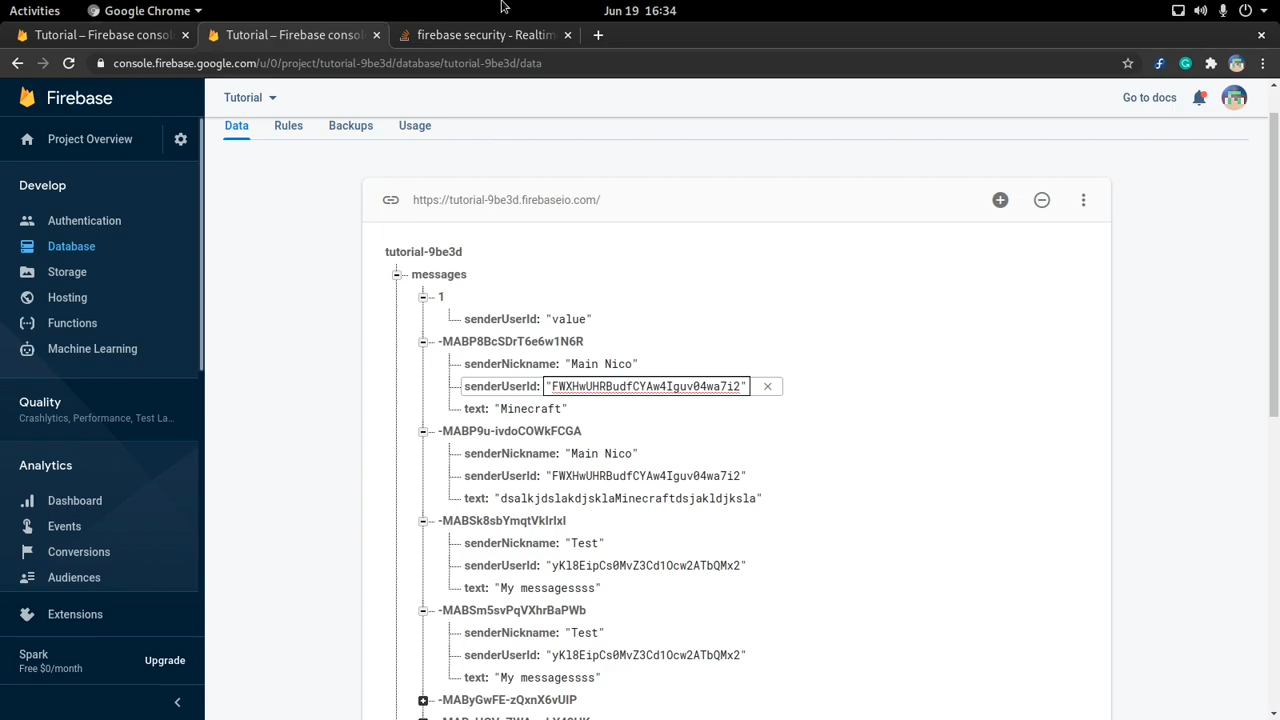 Activities Google Chrome Jun 19 16:34
Tutorial – Firebase consol Tutorial – Firebase consol firebase security - Realtim
console.firebase.google.com/u/0/project/tutorial-9be3d/database/tutorial-9be3d/data
Firebase
Tutorial
Go to docs
Project Overview
Data Rules Backups Usage
Develop
Authentication
Database
Storage
Hosting
Functions
Machine Learning
Quality
Crashlytics, Performance, Test La...
Analytics
Dashboard
Events
Conversions
Audiences
Extensions
Spark
Free $0/month
Upgrade
https://tutorial-9be3d.firebaseio.com/
tutorial-9be3d
messages
1
senderUserId: "value"
-MABP8BcSDrT6e6w1N6R
senderNickname: "Main Nico"
senderUserId: "FWXHwUHRBudfCYAw4Iguv04wa7i2"
text: "Minecraft"
-MABP9u-ivdoCOWkFCGA
senderNickname: "Main Nico"
senderUserId: "FWXHwUHRBudfCYAw4Iguv04wa7i2"
text: "dsalkjdslakdjsklaMinecraftdsjakldjksla"
-MABSk8sbYmqtVkIrlxI
senderNickname: "Test"
senderUserId: "yKl8EipCs0MvZ3Cd1Ocw2ATbQMx2"
text: "My messagessss"
-MABSm5svPqVXhrBaPWb
senderNickname: "Test"
senderUserId: "yKl8EipCs0MvZ3Cd1Ocw2ATbQMx2"
text: "My messagessss"
-MAByGwFE-zQxnX6vUIP